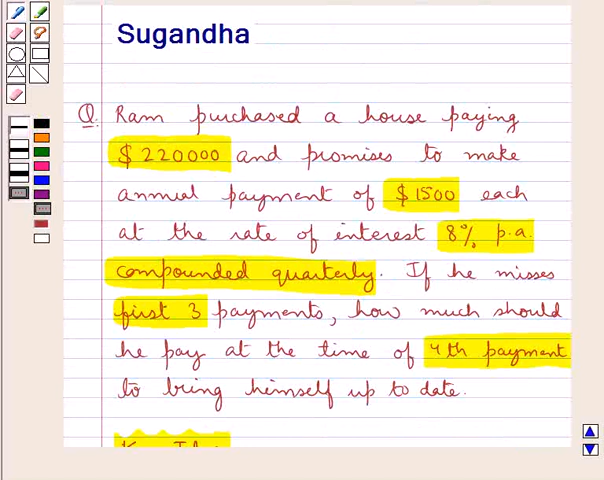 Sugandha
Q. Ram purchased a house paying
$ 220000 and promises to make
annual payment of $ 1500 each
at the rate of interest 8% p.a.
compounded quarterly. If he misses
first 3 payments, how much should
he pay at the time of 4th payment
to bring himself up to date.